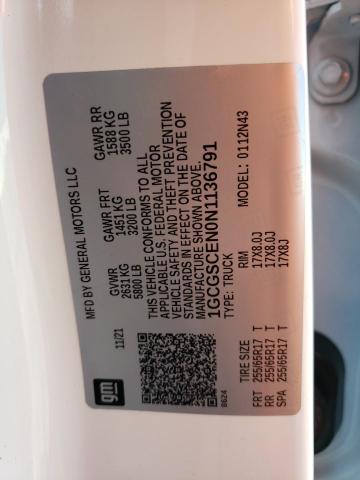 MFD BY GENERAL MOTORS LLC
11/21
GVWR
2631 KG
5800 LB
GAWR FRT
1451 KG
3200 LB
GAWR RR
1588 KG
3500 LB
THIS VEHICLE CONFORMS TO ALL
APPLICABLE U.S. FEDERAL MOTOR
VEHICLE SAFETY AND THEFT PREVENTION
STANDARDS IN EFFECT ON THE DATE OF
MANUFACTURE SHOWN ABOVE.
1GCGSCEN0N1136791
TYPE: TRUCK
MODEL: 0112N43
TIRE SIZE
RIM
FRT 255/65R17 T 17X8.0J
RR 255/65R17 T 17X8.0J
SPA 255/65R17 T 17X8J
gm
8624